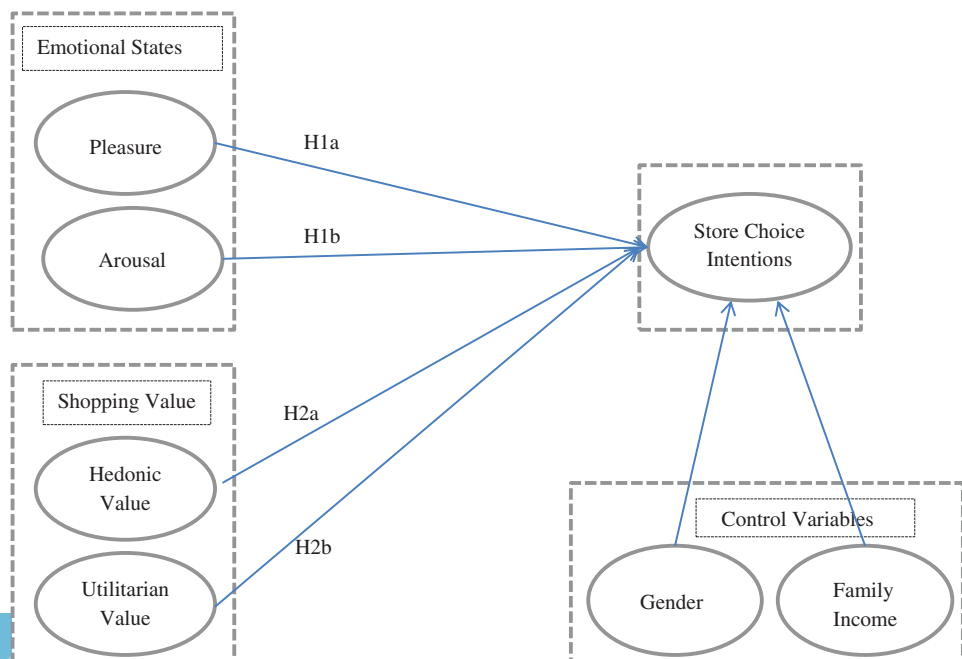 Emotional States
Pleasure
Arousal
H1a
H1b
Store Choice
Intentions
Shopping Value
Hedonic
Value
Utilitarian
Value
H2a
H2b
Control Variables
Gender
Family
Income